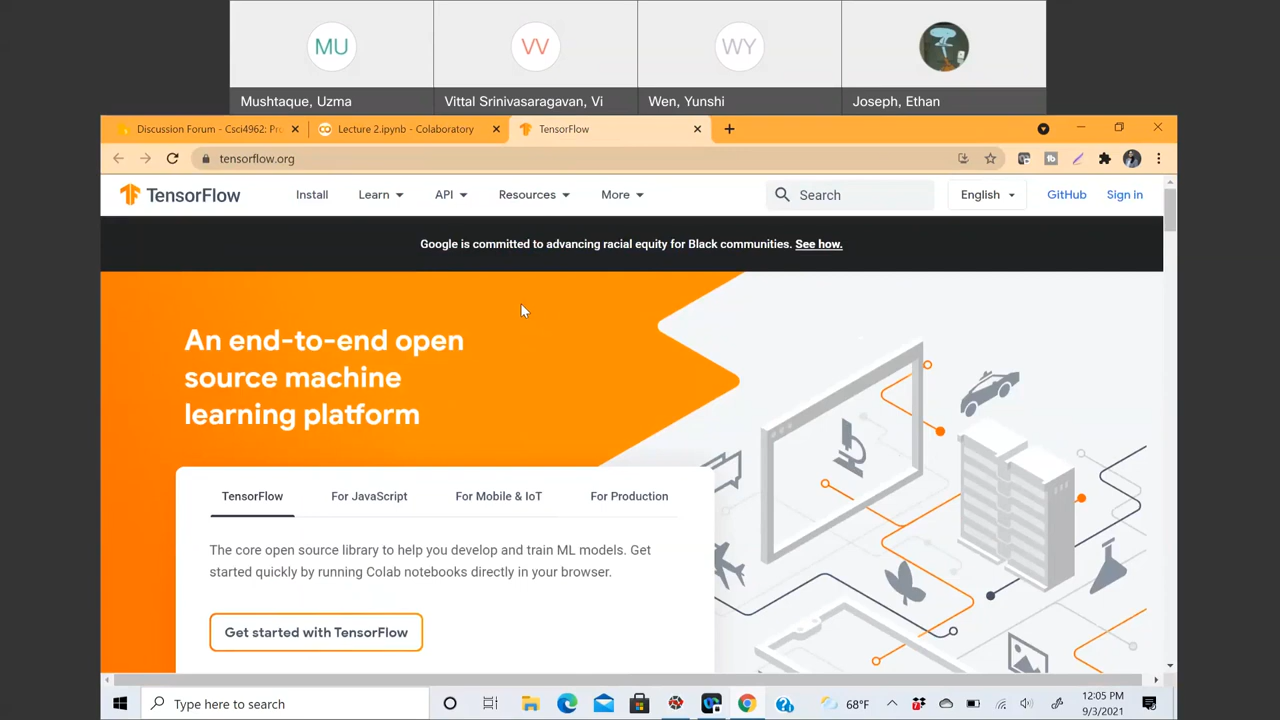 MU
VV
WY
Mushtaque, Uzma
Vittal Srinivasaragavan, Vi
Wen, Yunshi
Joseph, Ethan
Discussion Forum - Csci4962: Pr
Lecture 2.ipynb - Colaboratory
TensorFlow
tensorflow.org
TensorFlow
Install
Learn
API
Resources
More
Search
English
GitHub
Sign in
Google is committed to advancing racial equity for Black communities. See how.
An end-to-end open
source machine
learning platform
TensorFlow
For JavaScript
For Mobile & IoT
For Production
The core open source library to help you develop and train ML models. Get
started quickly by running Colab notebooks directly in your browser.
Get started with TensorFlow
Type here to search
68°F
12:05 PM
9/3/2021